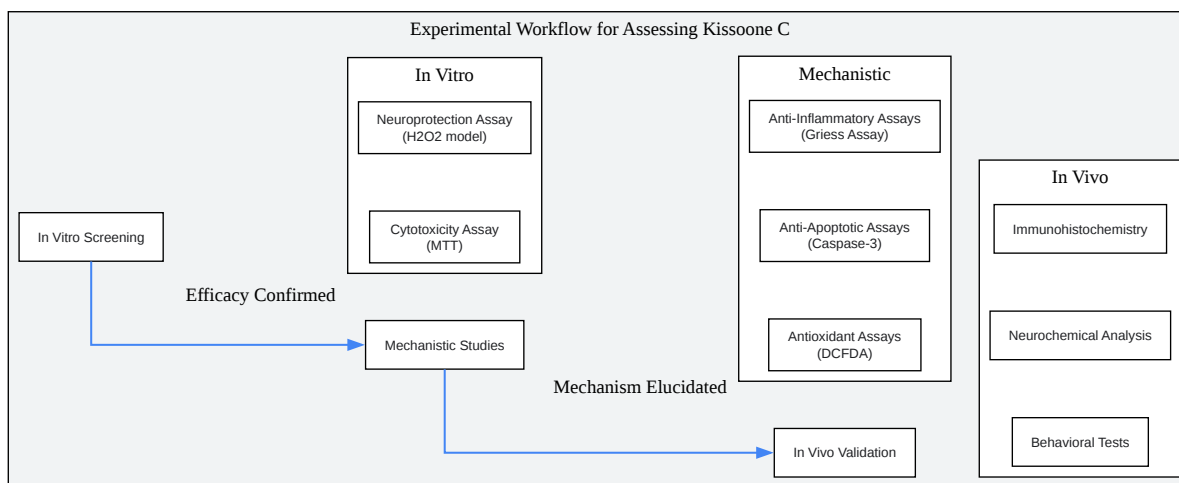 Experimental Workflow for Assessing Kissoone C
In Vitro
Neuroprotection Assay
(H2O2 model)
Cytotoxicity Assay
(MTT)
Mechanistic
Anti-Inflammatory Assays
(Griess Assay)
Anti-Apoptotic Assays
(Caspase-3)
Antioxidant Assays
(DCFDA)
In Vivo
Immunohistochemistry
Neurochemical Analysis
Behavioral Tests
In Vitro Screening
Efficacy Confirmed
Mechanistic Studies
Mechanism Elucidated
In Vivo Validation